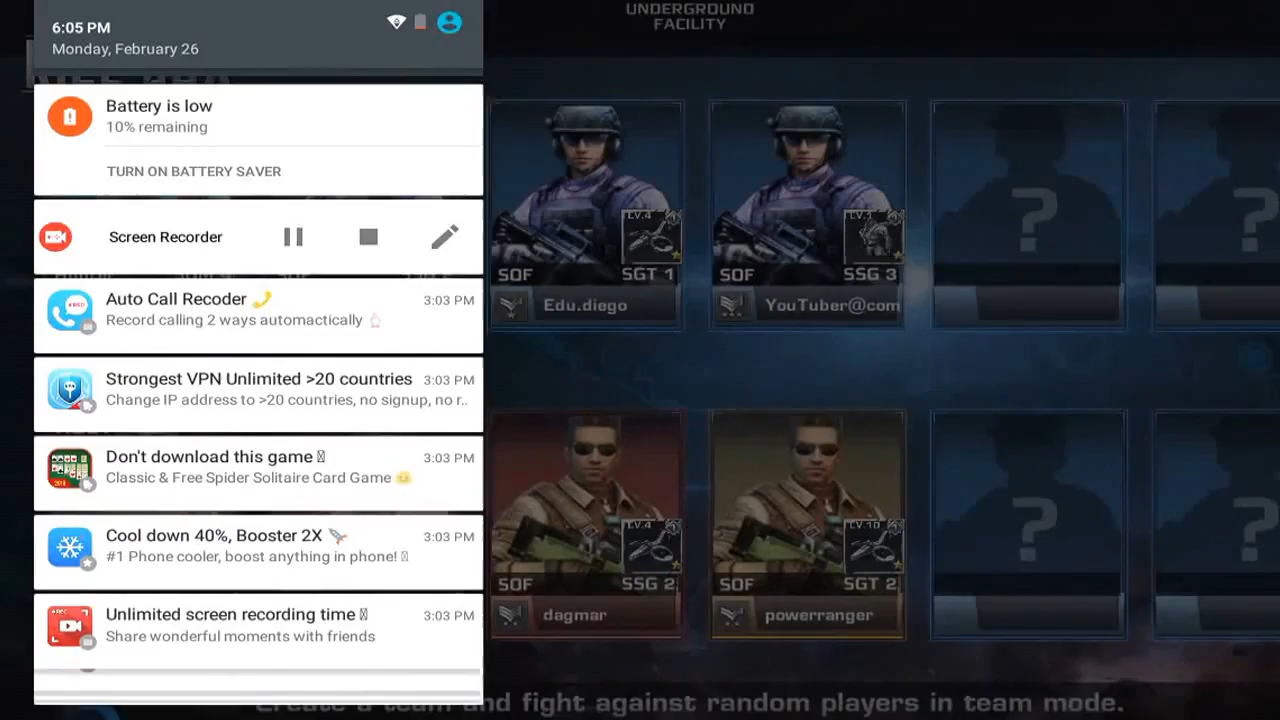 6:05 PM
Monday, February 26
Battery is low
10% remaining
TURN ON BATTERY SAVER
Screen Recorder
Auto Call Recoder
3:03 PM
Record calling 2 ways automactically
Strongest VPN Unlimited >20 countries
3:03 PM
Change IP address to >20 countries, no signup, no r..
Don't download this game
3:03 PM
Classic & Free Spider Solitaire Card Game
Cool down 40%, Booster 2X
3:03 PM
#1 Phone cooler, boost anything in phone!
Unlimited screen recording time
3:03 PM
Share wonderful moments with friends
UNDERGROUND
FACILITY
LV.4
SOF
SGT 1
Edu.diego
LV.1
SOF
SSG 3
YouTuber@com
?
?
LV.4
SOF
SSG 2
dagmar
LV.10
SOF
SGT 2
powerranger
?
?
Create a team and fight against random players in team mode.